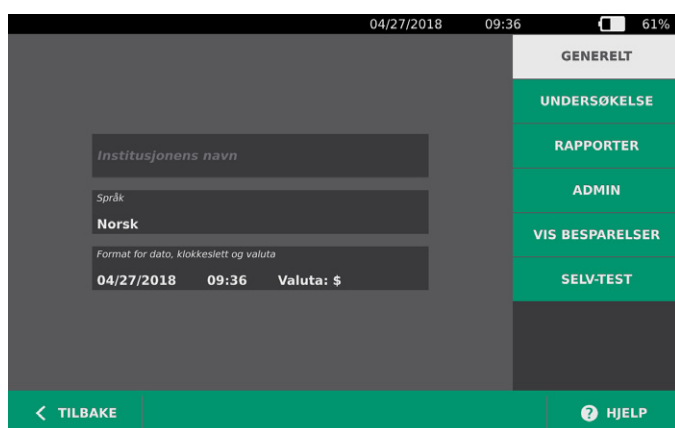 04/27/2018 09:36 61%
GENERELT
UNDERSØKELSE
RAPPORTER
ADMIN
VIS BESPARELSER
SELV-TEST
Institusjonens navn
Språk
Norsk
Format for dato, klokkeslett og valuta
04/27/2018 09:36 Valuta: $
< TILBAKE
? HJELP